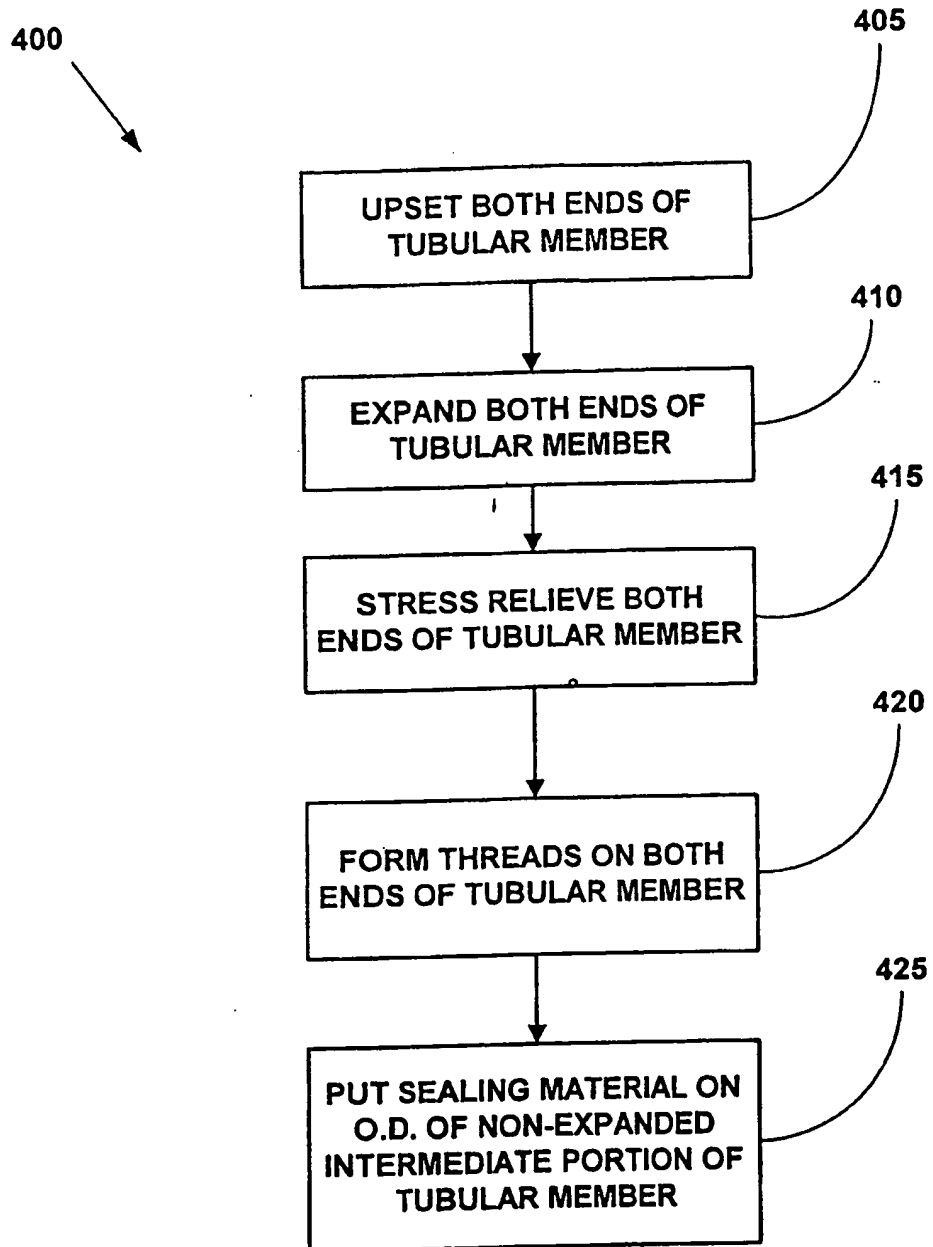 400
405
UPSET BOTH ENDS OF
TUBULAR MEMBER
410
EXPAND BOTH ENDS OF
TUBULAR MEMBER
415
STRESS RELIEVE BOTH
ENDS OF TUBULAR MEMBER
420
FORM THREADS ON BOTH
ENDS OF TUBULAR MEMBER
425
PUT SEALING MATERIAL ON
O.D. OF NON-EXPANDED
INTERMEDIATE PORTION OF
TUBULAR MEMBER